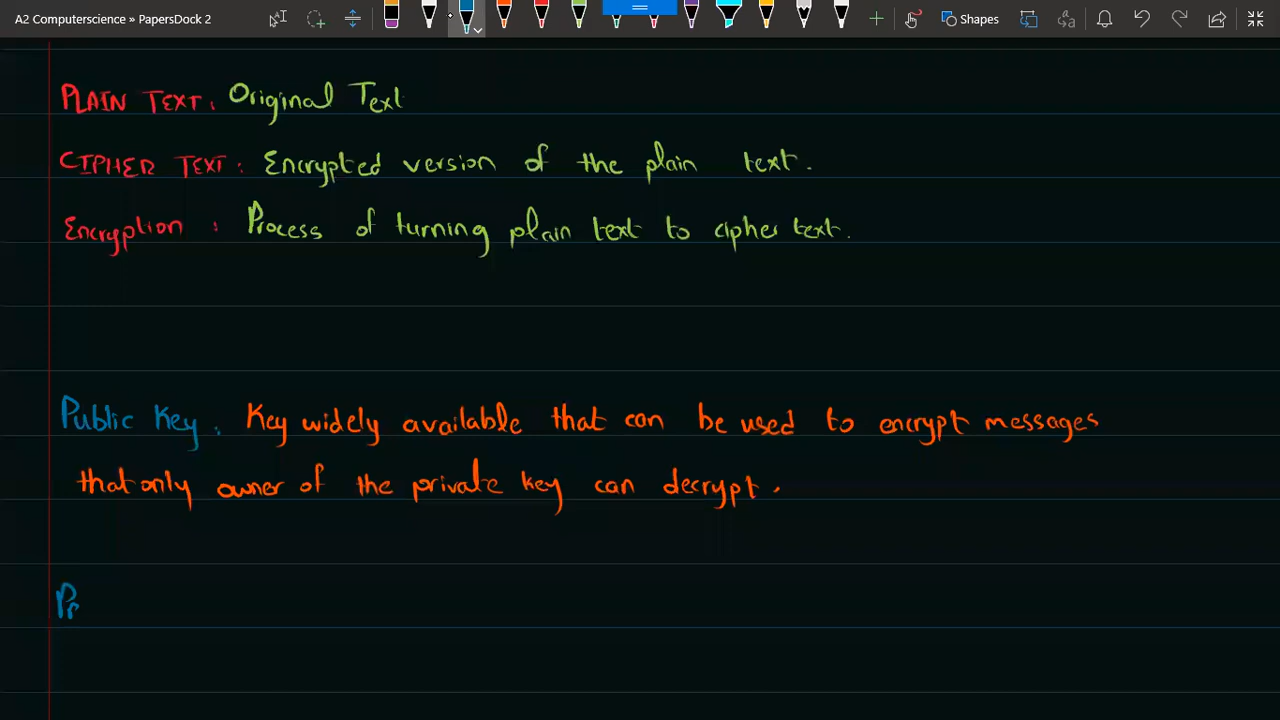 A2 Computerscience » PapersDock 2
Shapes
PLAIN TEXT: Original Text
CIPHER TEXT: Encrypted version of the plain text.
Encryption : Process of turning plain text to cipher text.
Public Key: Key widely available that can be used to encrypt messages
that only owner of the private key can decrypt.
Pr